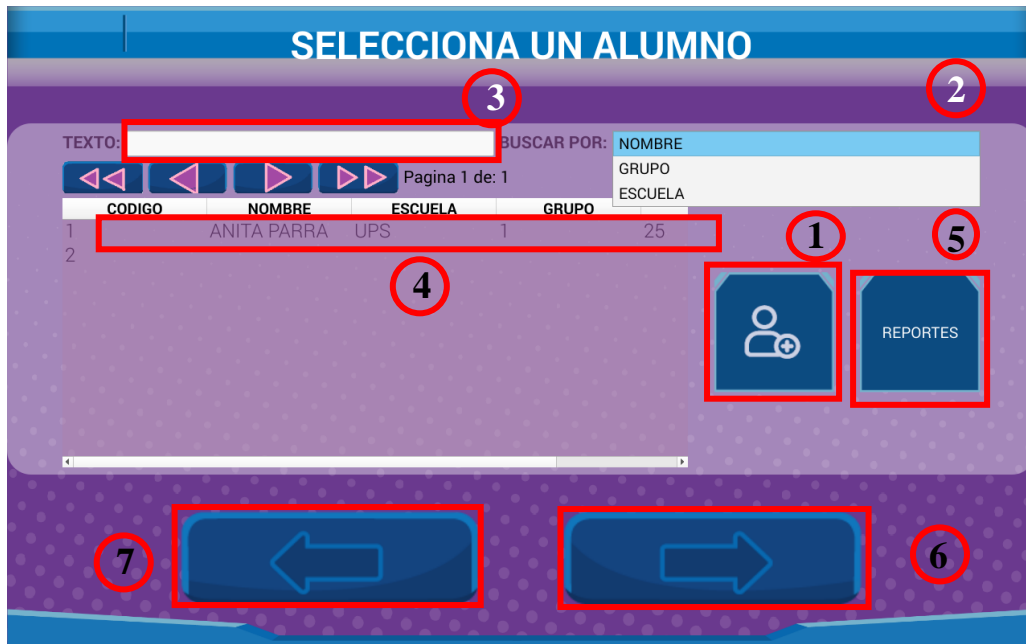 SELECCIONA UN ALUMNO
3
2
TEXTO:
BUSCAR POR:
NOMBRE
GRUPO
ESCUELA
Pagina 1 de: 1
CODIGO NOMBRE ESCUELA GRUPO
1 ANITA PARRA UPS 1 25
2
1
5
4
REPORTES
7
6